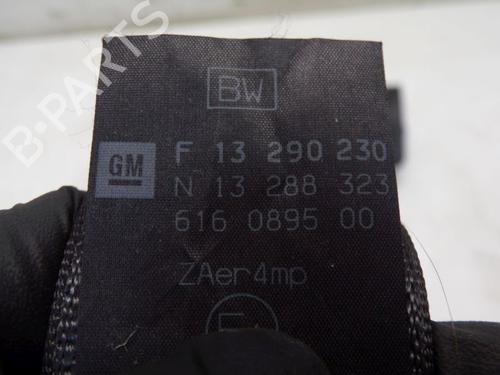 B-PARTS
BW
GM
F 13 290 230
N 13 288 323
616 0895 00
ZAer4mp
E